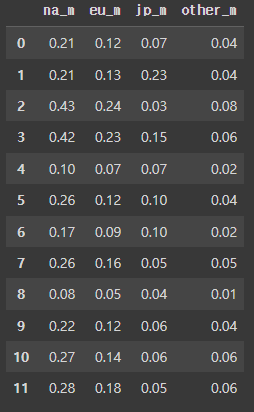 na_m eu_m jp_m other_m
0 0.21 0.12 0.07 0.04
1 0.21 0.13 0.23 0.04
2 0.43 0.24 0.03 0.08
3 0.42 0.23 0.15 0.06
4 0.10 0.07 0.07 0.02
5 0.26 0.12 0.10 0.04
6 0.17 0.09 0.10 0.02
7 0.26 0.16 0.05 0.05
8 0.08 0.05 0.04 0.01
9 0.22 0.12 0.06 0.04
10 0.27 0.14 0.06 0.06
11 0.28 0.18 0.05 0.06